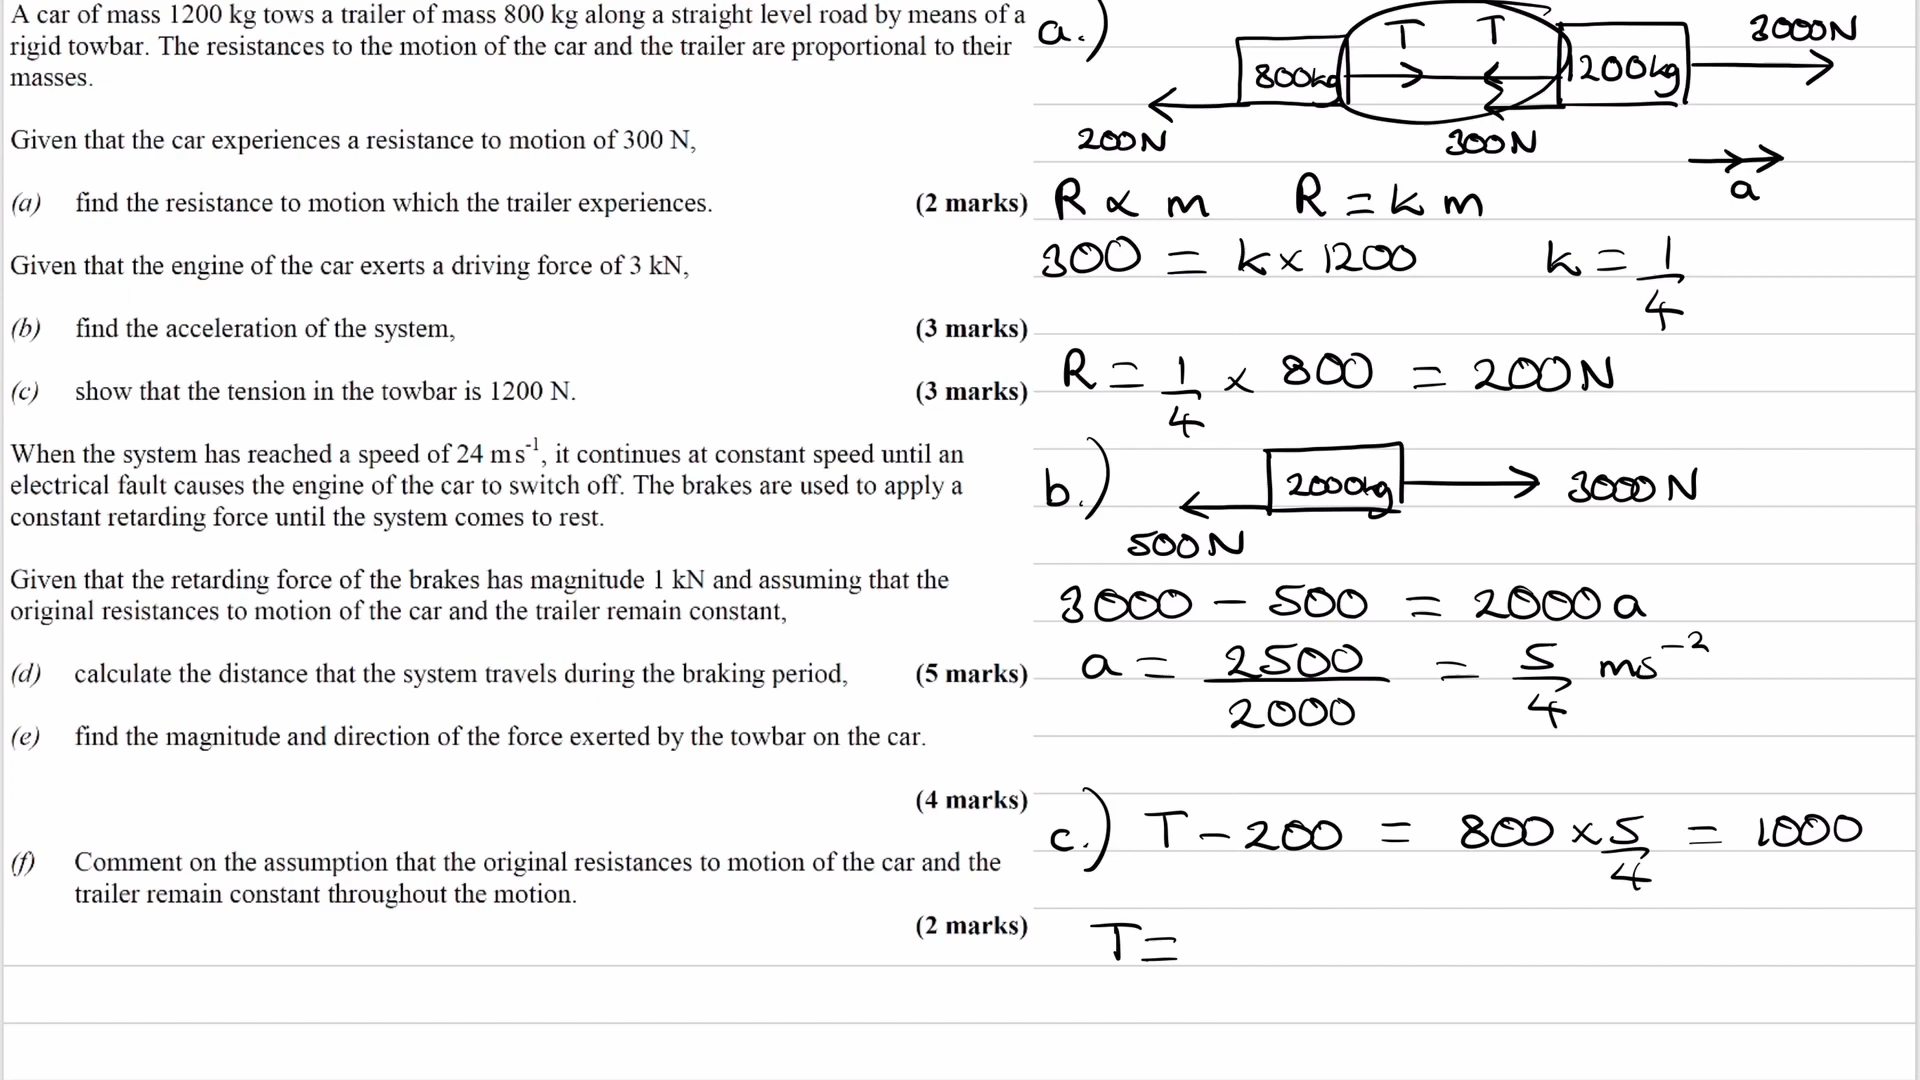 A car of mass 1200 kg tows a trailer of mass 800 kg along a straight level road by means of a
rigid towbar. The resistances to the motion of the car and the trailer are proportional to their
masses.
Given that the car experiences a resistance to motion of 300 N,
(a) find the resistance to motion which the trailer experiences. (2 marks)
Given that the engine of the car exerts a driving force of 3 kN,
(b) find the acceleration of the system, (3 marks)
(c) show that the tension in the towbar is 1200 N. (3 marks)
When the system has reached a speed of 24 m s⁻¹, it continues at constant speed until an
electrical fault causes the engine of the car to switch off. The brakes are used to apply a
constant retarding force until the system comes to rest.
Given that the retarding force of the brakes has magnitude 1 kN and assuming that the
original resistances to motion of the car and the trailer remain constant,
(d) calculate the distance that the system travels during the braking period, (5 marks)
(e) find the magnitude and direction of the force exerted by the towbar on the car.
(4 marks)
(f) Comment on the assumption that the original resistances to motion of the car and the
trailer remain constant throughout the motion.
(2 marks)
a.) T T 3000N
800kg 1200kg
200N 300N
a
R ∝ m R = k m
300 = k × 1200 k = 1/4
R = 1/4 × 800 = 200N
b.) 2000kg 3000N
500N
3000 - 500 = 2000a
a = 2500/2000 = 5/4 ms⁻²
c.) T - 200 = 800 × 5/4 = 1000
T =